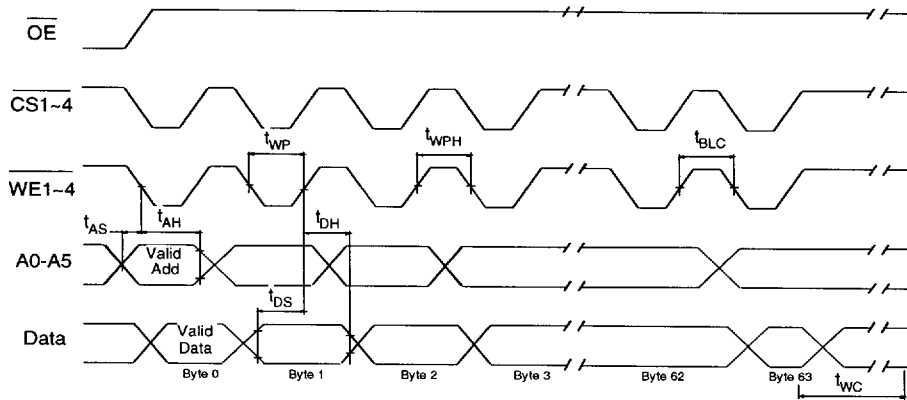 OE
CS1~4
tWP
tWPH
tBLC
WE1~4
tAS
tAH
tDH
Valid
Add
A0-A5
tDS
Valid
Data
Data
Byte 0 Byte 1 Byte 2 Byte 3 Byte 62 Byte 63
tWC